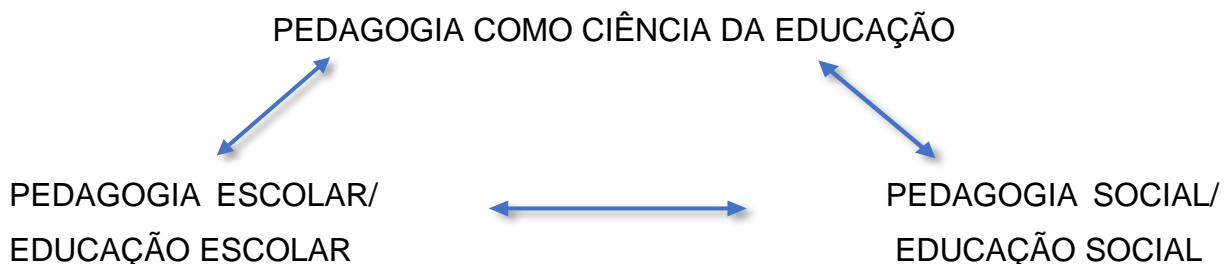 PEDAGOGIA COMO CIÊNCIA DA EDUCAÇÃO
PEDAGOGIA ESCOLAR/
EDUCAÇÃO ESCOLAR
PEDAGOGIA SOCIAL/
EDUCAÇÃO SOCIAL